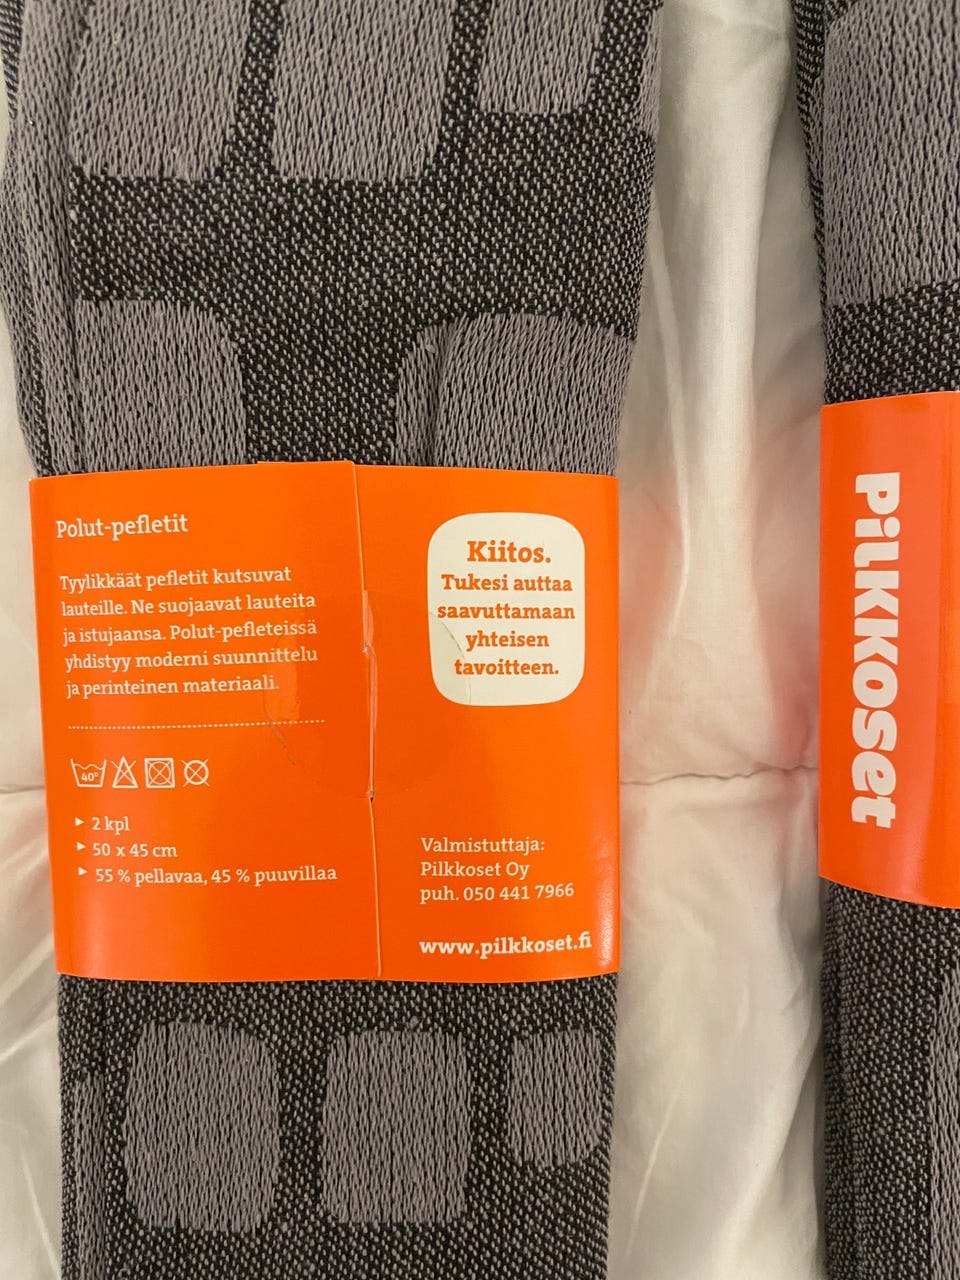 Polut-pefletit
Tyylikkäät pefletit kutsuvat
lauteille. Ne suojaavat lauteita
ja istujaansa. Polut-pefleteissä
yhdistyy moderni suunnittelu
ja perinteinen materiaali.
40°
2 kpl
50 x 45 cm
55 % pellavaa, 45 % puuvillaa
Kiitos.
Tukesi auttaa
saavuttamaan
yhteisen
tavoitteen.
Valmistuttaja:
Pilkkoset Oy
puh. 050 441 7966
www.pilkkoset.fi
PiLKKOSet